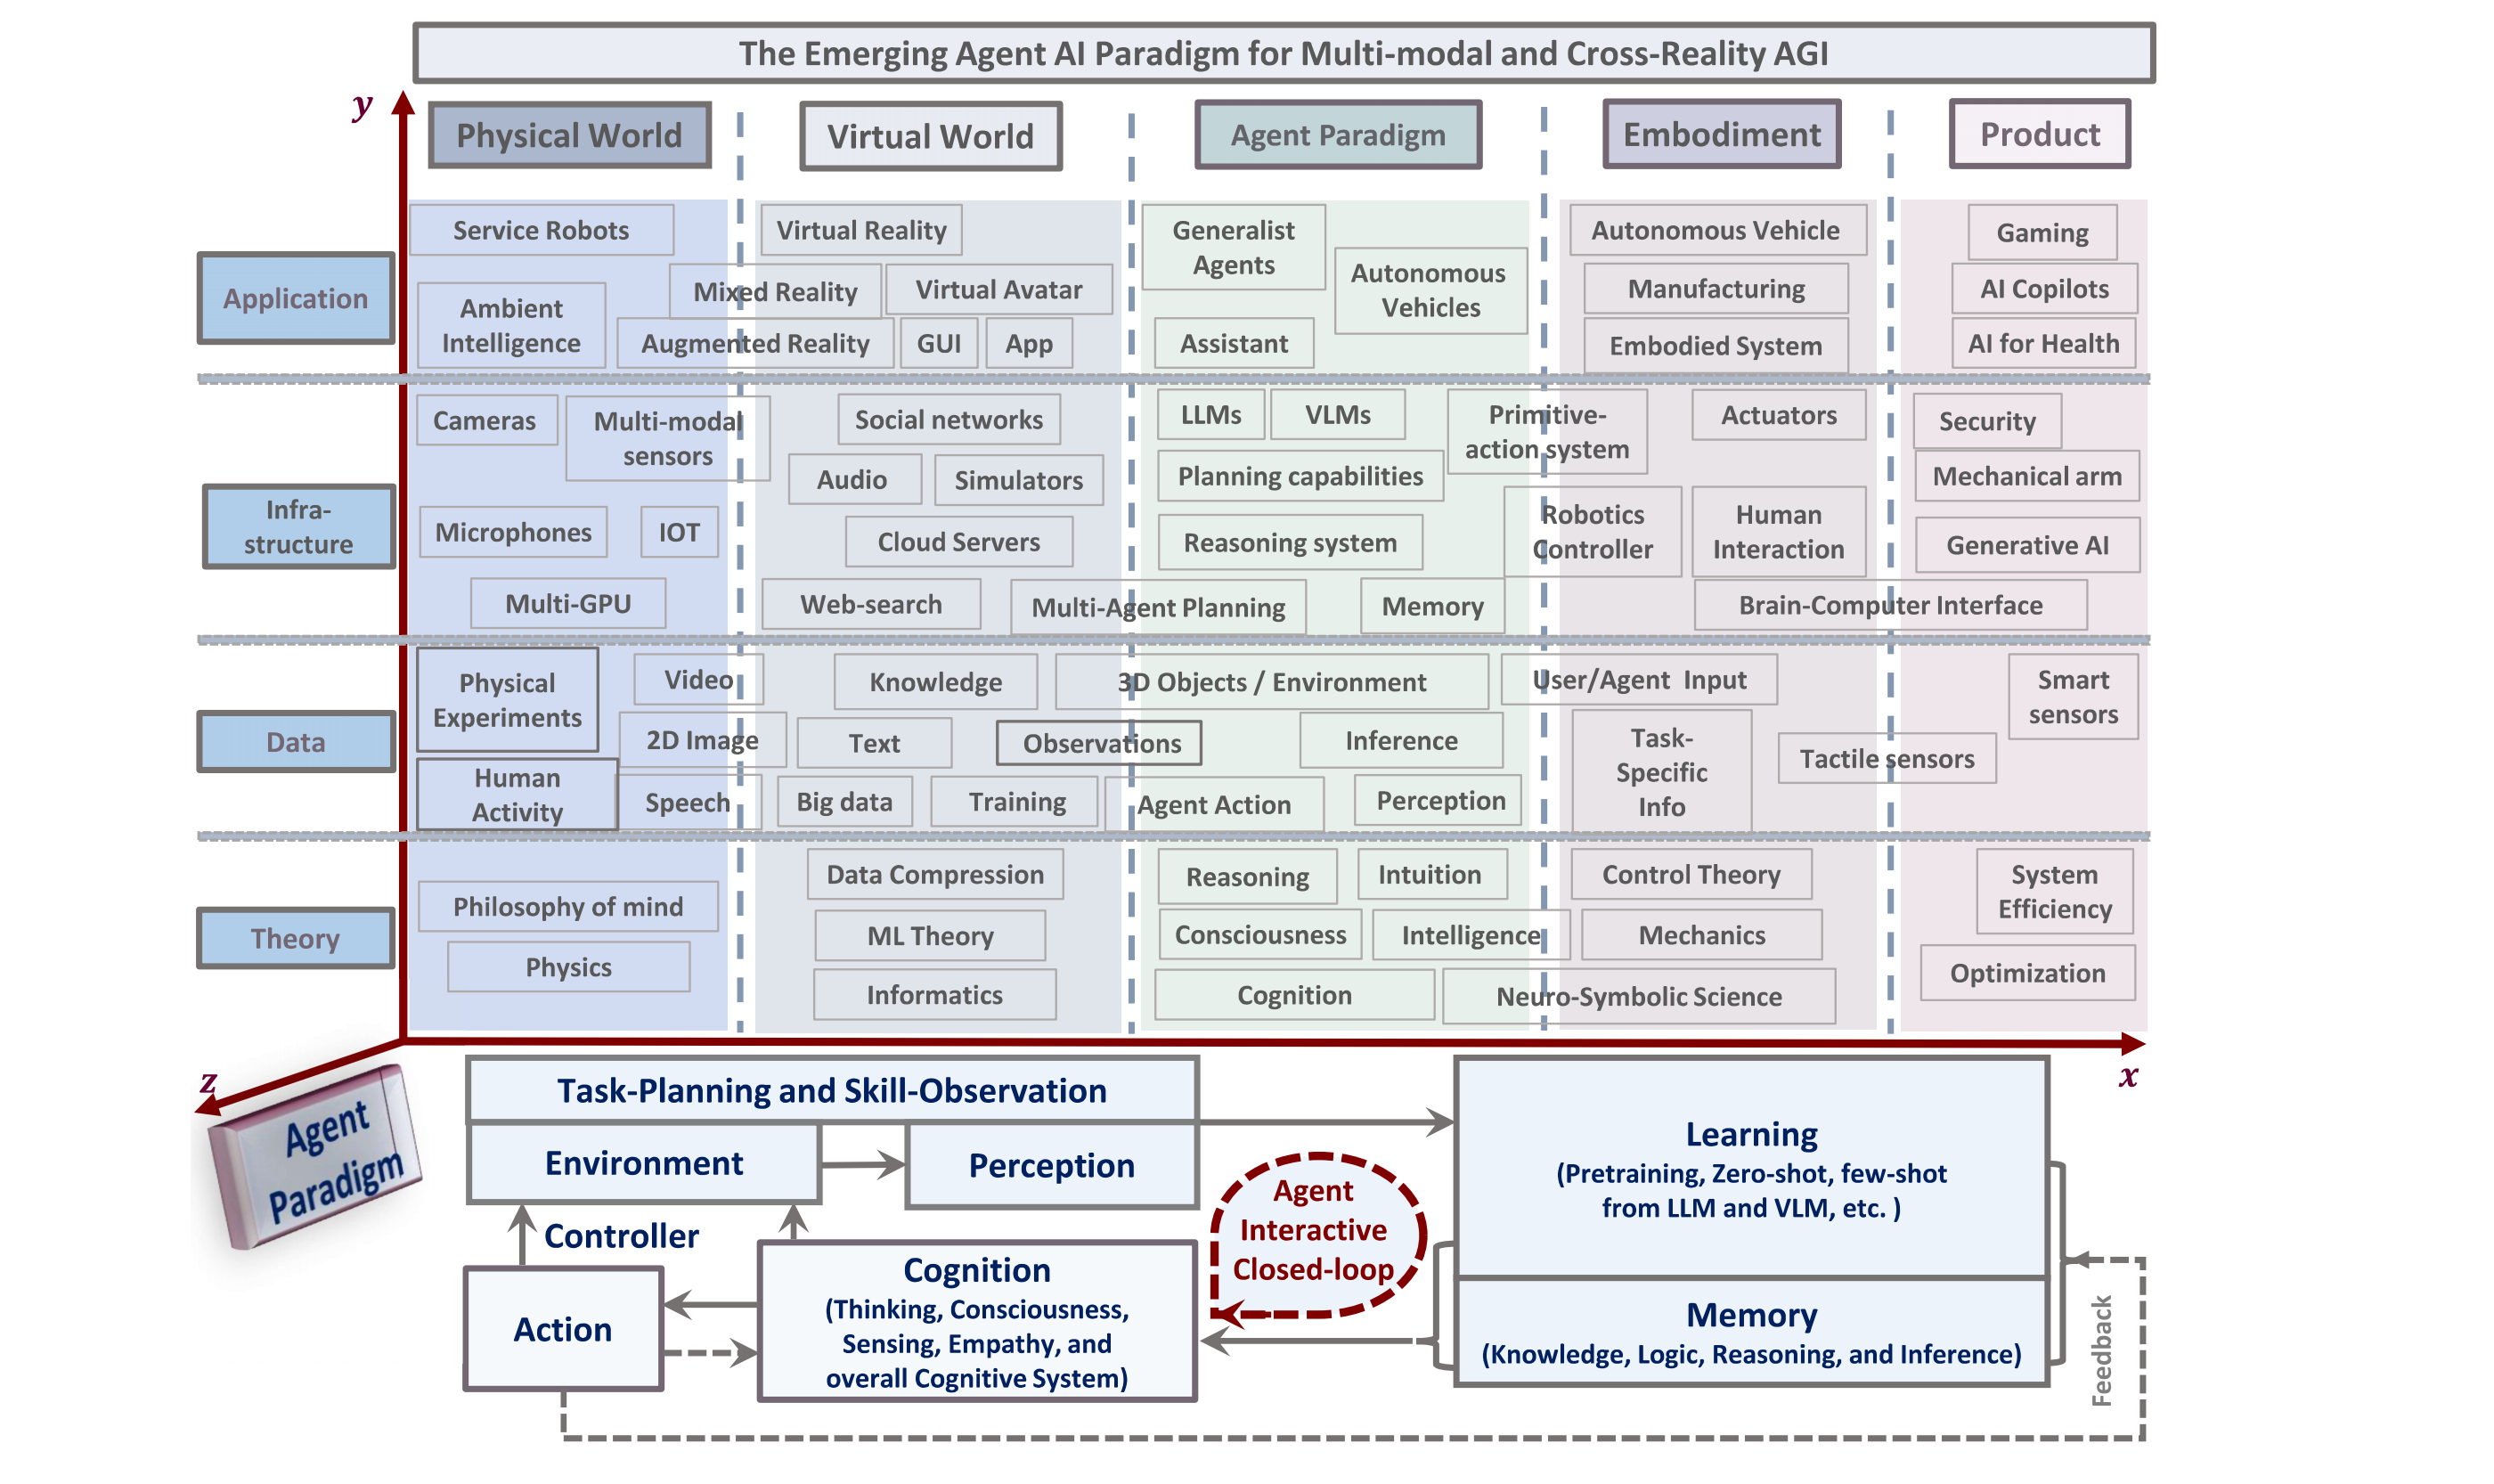 The Emerging Agent AI Paradigm for Multi-modal and Cross-Reality AGI
y
Physical World
Virtual World
Agent Paradigm
Embodiment
Product
Application
Service Robots
Ambient
Intelligence
Mixed Reality
Augmented Reality
Virtual Reality
Virtual Avatar
GUI
App
Generalist
Agents
Autonomous
Vehicles
Assistant
Autonomous Vehicle
Manufacturing
Embodied System
Gaming
AI Copilots
AI for Health
Infra-
structure
Cameras
Multi-modal
sensors
Microphones
IOT
Multi-GPU
Social networks
Audio
Simulators
Cloud Servers
Web-search
Multi-Agent Planning
LLMs
VLMs
Primitive-
action system
Planning capabilities
Reasoning system
Memory
Robotics
Controller
Actuators
Human
Interaction
Brain-Computer Interface
Security
Mechanical arm
Generative AI
Data
Physical
Experiments
Video
2D Image
Human
Activity
Speech
Knowledge
3D Objects / Environment
Text
Observations
Big data
Training
Agent Action
Inference
Perception
User/Agent Input
Task-
Specific
Info
Tactile sensors
Smart
sensors
Theory
Philosophy of mind
Physics
Data Compression
ML Theory
Informatics
Reasoning
Intuition
Consciousness
Intelligence
Cognition
Neuro-Symbolic Science
Control Theory
Mechanics
System
Efficiency
Optimization
z
x
Agent
Paradigm
Task-Planning and Skill-Observation
Environment
Perception
Controller
Action
Cognition
(Thinking, Consciousness,
Sensing, Empathy, and
overall Cognitive System)
Agent
Interactive
Closed-loop
Learning
(Pretraining, Zero-shot, few-shot
from LLM and VLM, etc. )
Memory
(Knowledge, Logic, Reasoning, and Inference)
Feedback